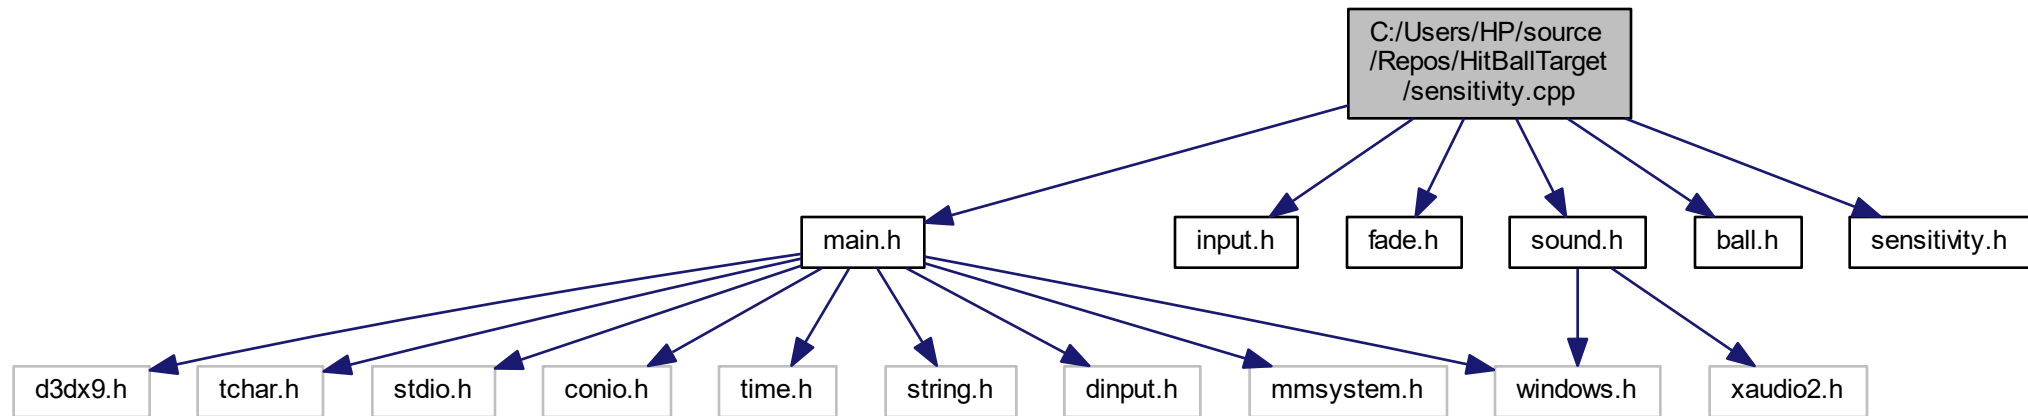 C:/Users/HP/source
/Repos/HitBallTarget
/sensitivity.cpp
main.h
input.h
fade.h
sound.h
ball.h
sensitivity.h
d3dx9.h
tchar.h
stdio.h
conio.h
time.h
string.h
dinput.h
mmsystem.h
windows.h
xaudio2.h